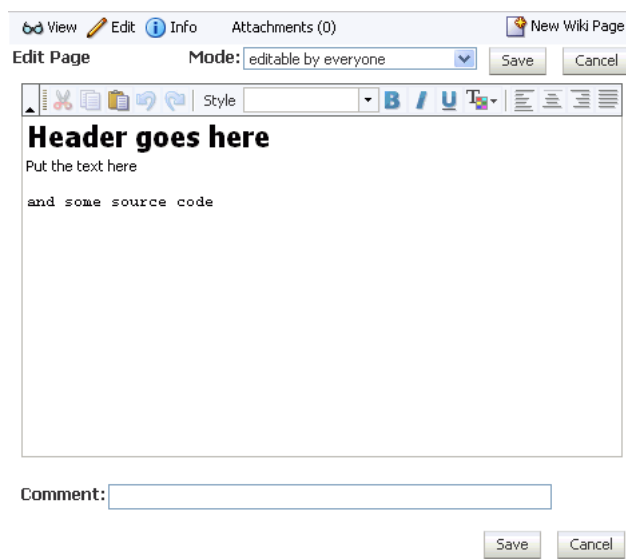 View Edit Info Attachments (0) New Wiki Page
Edit Page Mode: editable by everyone Save Cancel
Style B I U T
Header goes here
Put the text here
and some source code
Comment:
Save Cancel